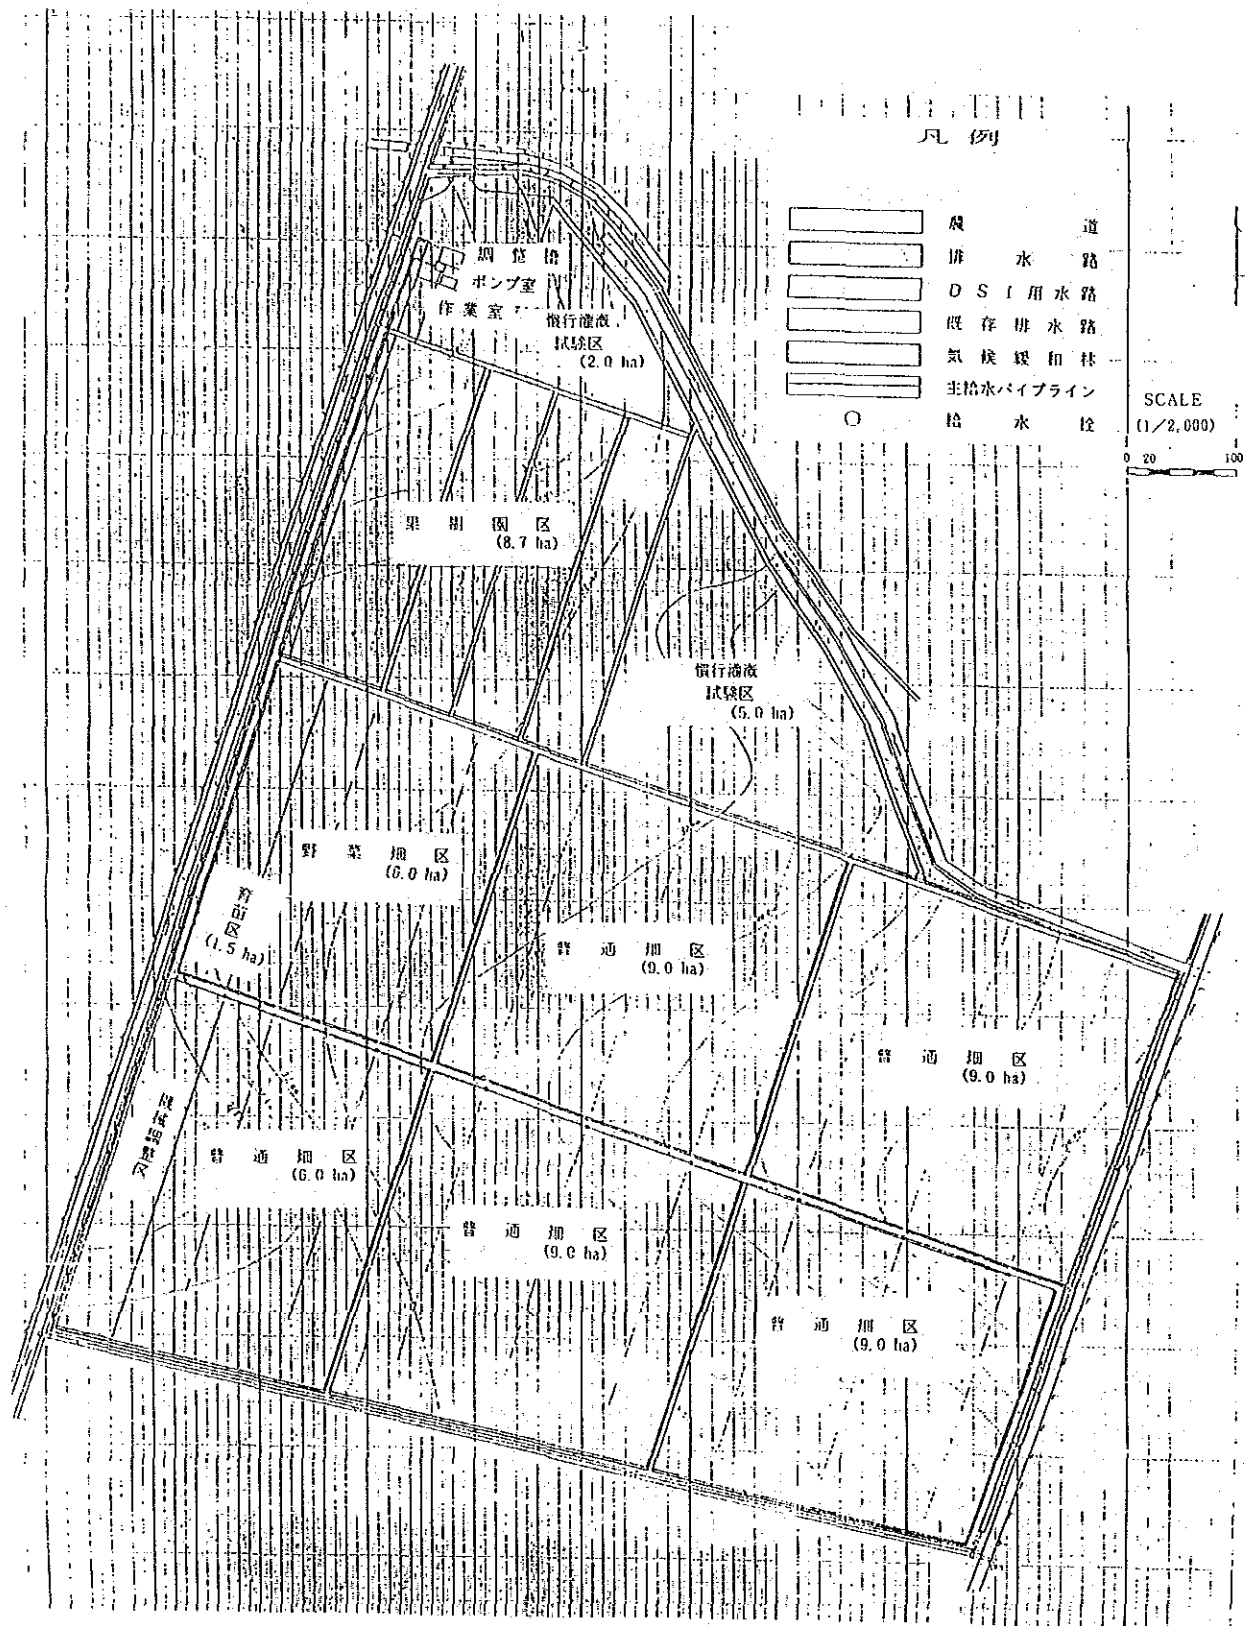 凡例
農道
排水路
DSI用水路
既存排水路
気候緩和林
主給水パイプライン
給水栓
SCALE
(1/2,000)
0 20 100
調整槽
ポンプ室
作業室
慣行灌漑
試験区
(2.0 ha)
果樹園区
(8.7 ha)
慣行灌漑
試験区
(5.0 ha)
野菜畑区
(6.0 ha)
育苗区
(1.5 ha)
普通畑区
(9.0 ha)
普通畑区
(9.0 ha)
普通畑区
(6.0 ha)
普通畑区
(9.0 ha)
普通畑区
(9.0 ha)